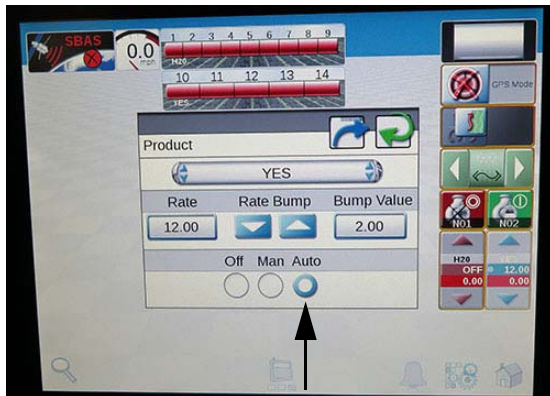 SBAS
0.0
mph
1 2 3 4 5 6 7 8 9
H20
10 11 12 13 14
YES
GPS Mode
Product
YES
Rate Rate Bump Bump Value
12.00 2.00
Off Man Auto
N01 N02
H20 YES
OFF 12.00
0.00 0.00